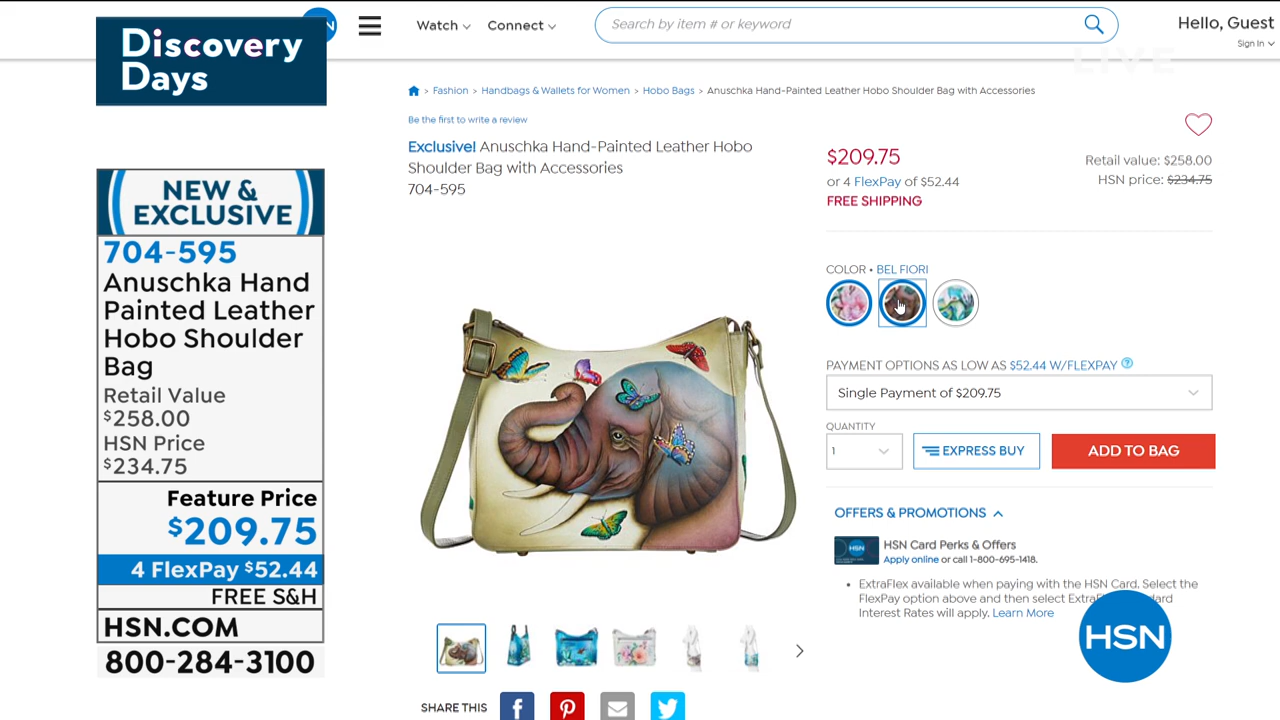 Discovery
Days
Watch
Connect
Search by item # or keyword
Hello, Guest
Sign In
LIVE
> Fashion > Handbags & Wallets for Women > Hobo Bags > Anuschka Hand-Painted Leather Hobo Shoulder Bag with Accessories
Be the first to write a review
Exclusive! Anuschka Hand-Painted Leather Hobo
Shoulder Bag with Accessories
704-595
$209.75
or 4 FlexPay of $52.44
FREE SHIPPING
Retail value: $258.00
HSN price: $234.75
NEW &
EXCLUSIVE
704-595
Anuschka Hand
Painted Leather
Hobo Shoulder
Bag
Retail Value
$258.00
HSN Price
$234.75
Feature Price
$209.75
4 FlexPay $52.44
FREE S&H
HSN.COM
800-284-3100
COLOR • BEL FIORI
PAYMENT OPTIONS AS LOW AS $52.44 W/FLEXPAY ?
Single Payment of $209.75
QUANTITY
1
EXPRESS BUY
ADD TO BAG
OFFERS & PROMOTIONS
HSN
HSN Card Perks & Offers
Apply online or call 1-800-695-1418.
• ExtraFlex available when paying with the HSN Card. Select the
FlexPay option above and then select
Interest Rates will apply. Learn More
HSN
SHARE THIS